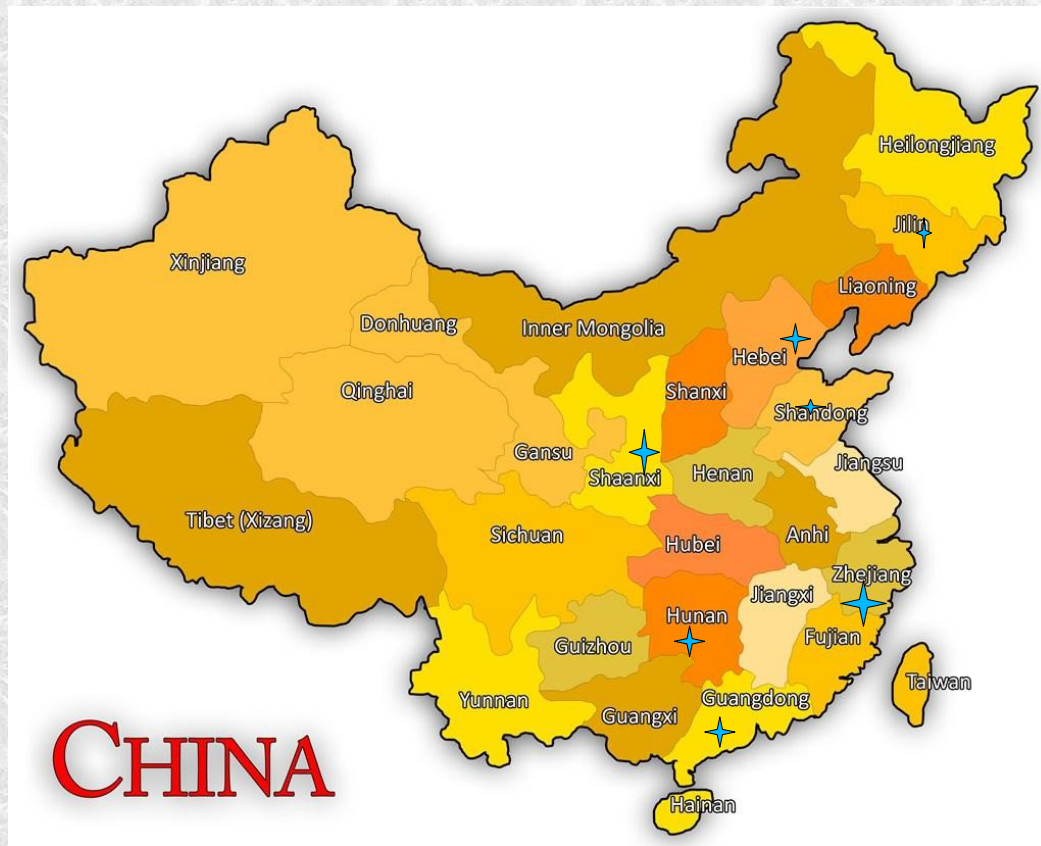 Heilongjiang
Jilin
Xinjiang
Liaoning
Donhuang
Inner Mongolia
Hebei
Qinghai
Shanxi
Shandong
Gansu
Jiangsu
Shaanxi
Henan
Tibet (Xizang)
Sichuan
Anhi
Hubei
Zhejiang
Jiangxi
Hunan
Fujian
Guizhou
Taiwan
Yunnan
Guangdong
Guangxi
CHINA
Hainan